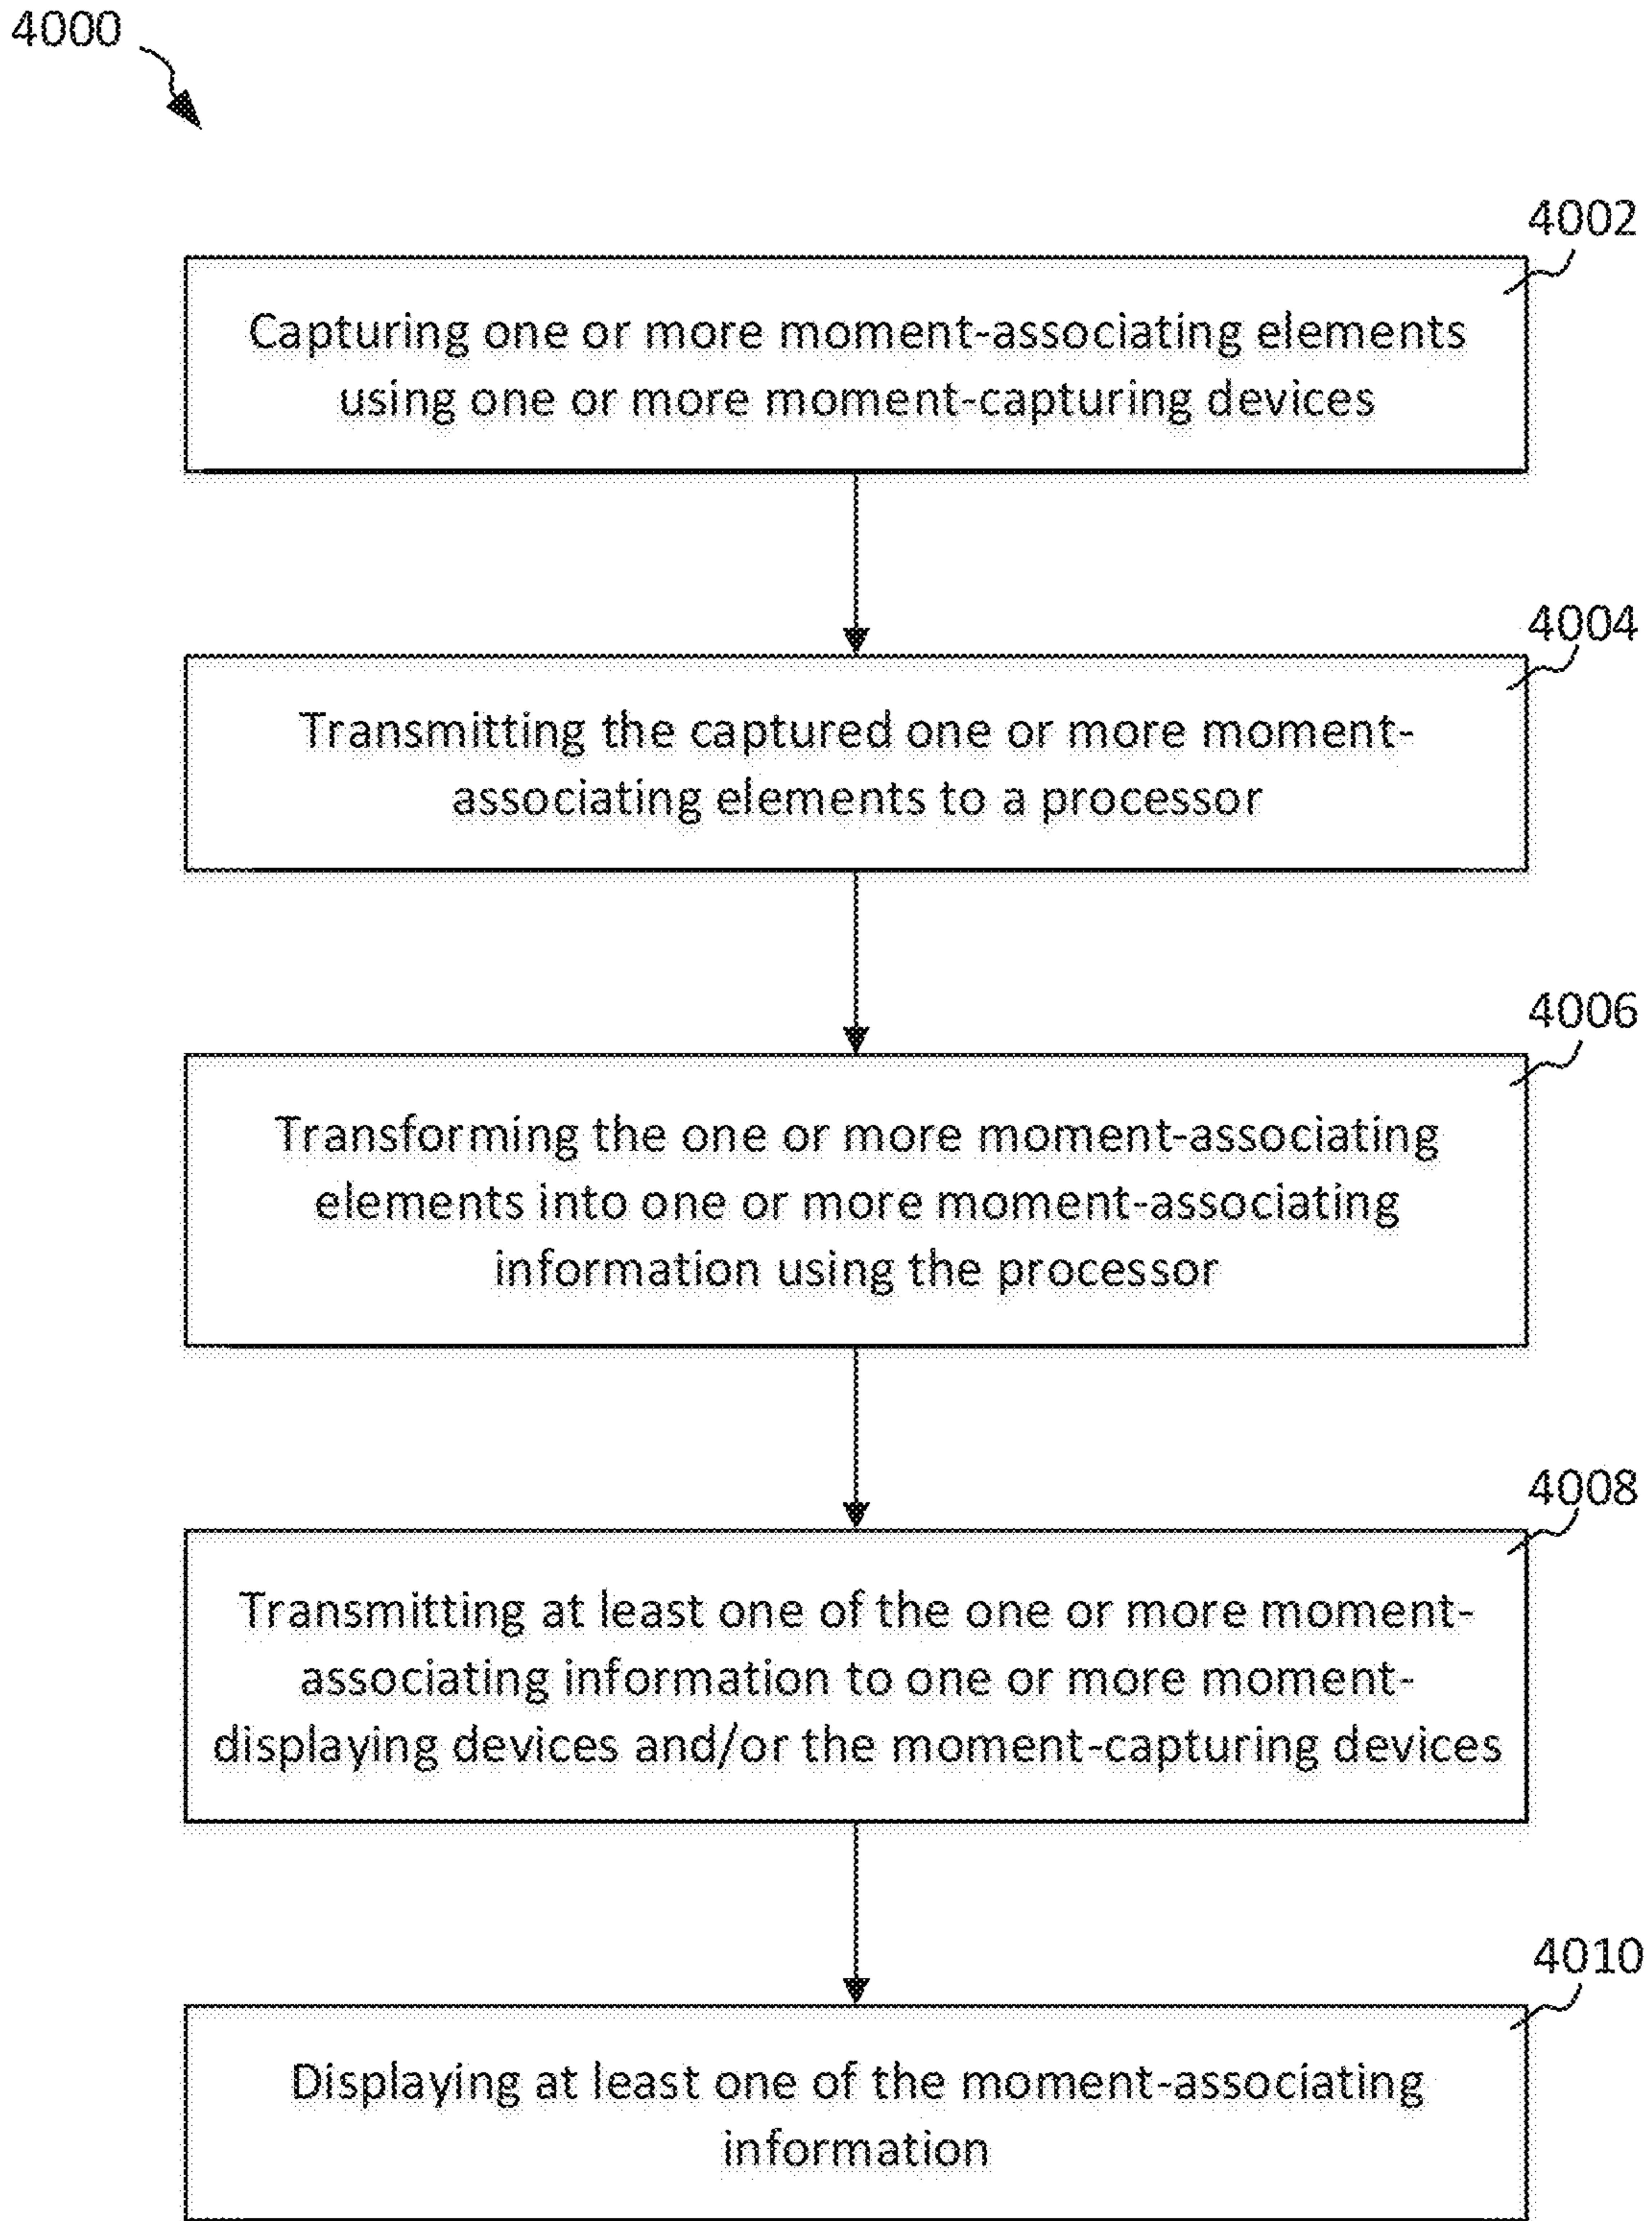 4000
4002
Capturing one or more moment-associating elements
using one or more moment-capturing devices
4004
Transmitting the captured one or more moment-
associating elements to a processor
4006
Transforming the one or more moment-associating
elements into one or more moment-associating
information using the processor
4008
Transmitting at least one of the one or more moment-
associating information to one or more moment-
displaying devices and/or the moment-capturing devices
4010
Displaying at least one of the moment-associating
information